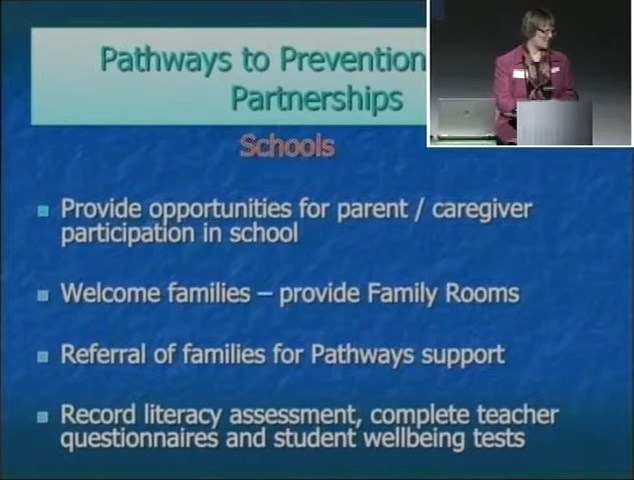 Pathways to Prevention
Partnerships
Schools
Provide opportunities for parent / caregiver
participation in school
Welcome families – provide Family Rooms
Referral of families for Pathways support
Record literacy assessment, complete teacher
questionnaires and student wellbeing tests